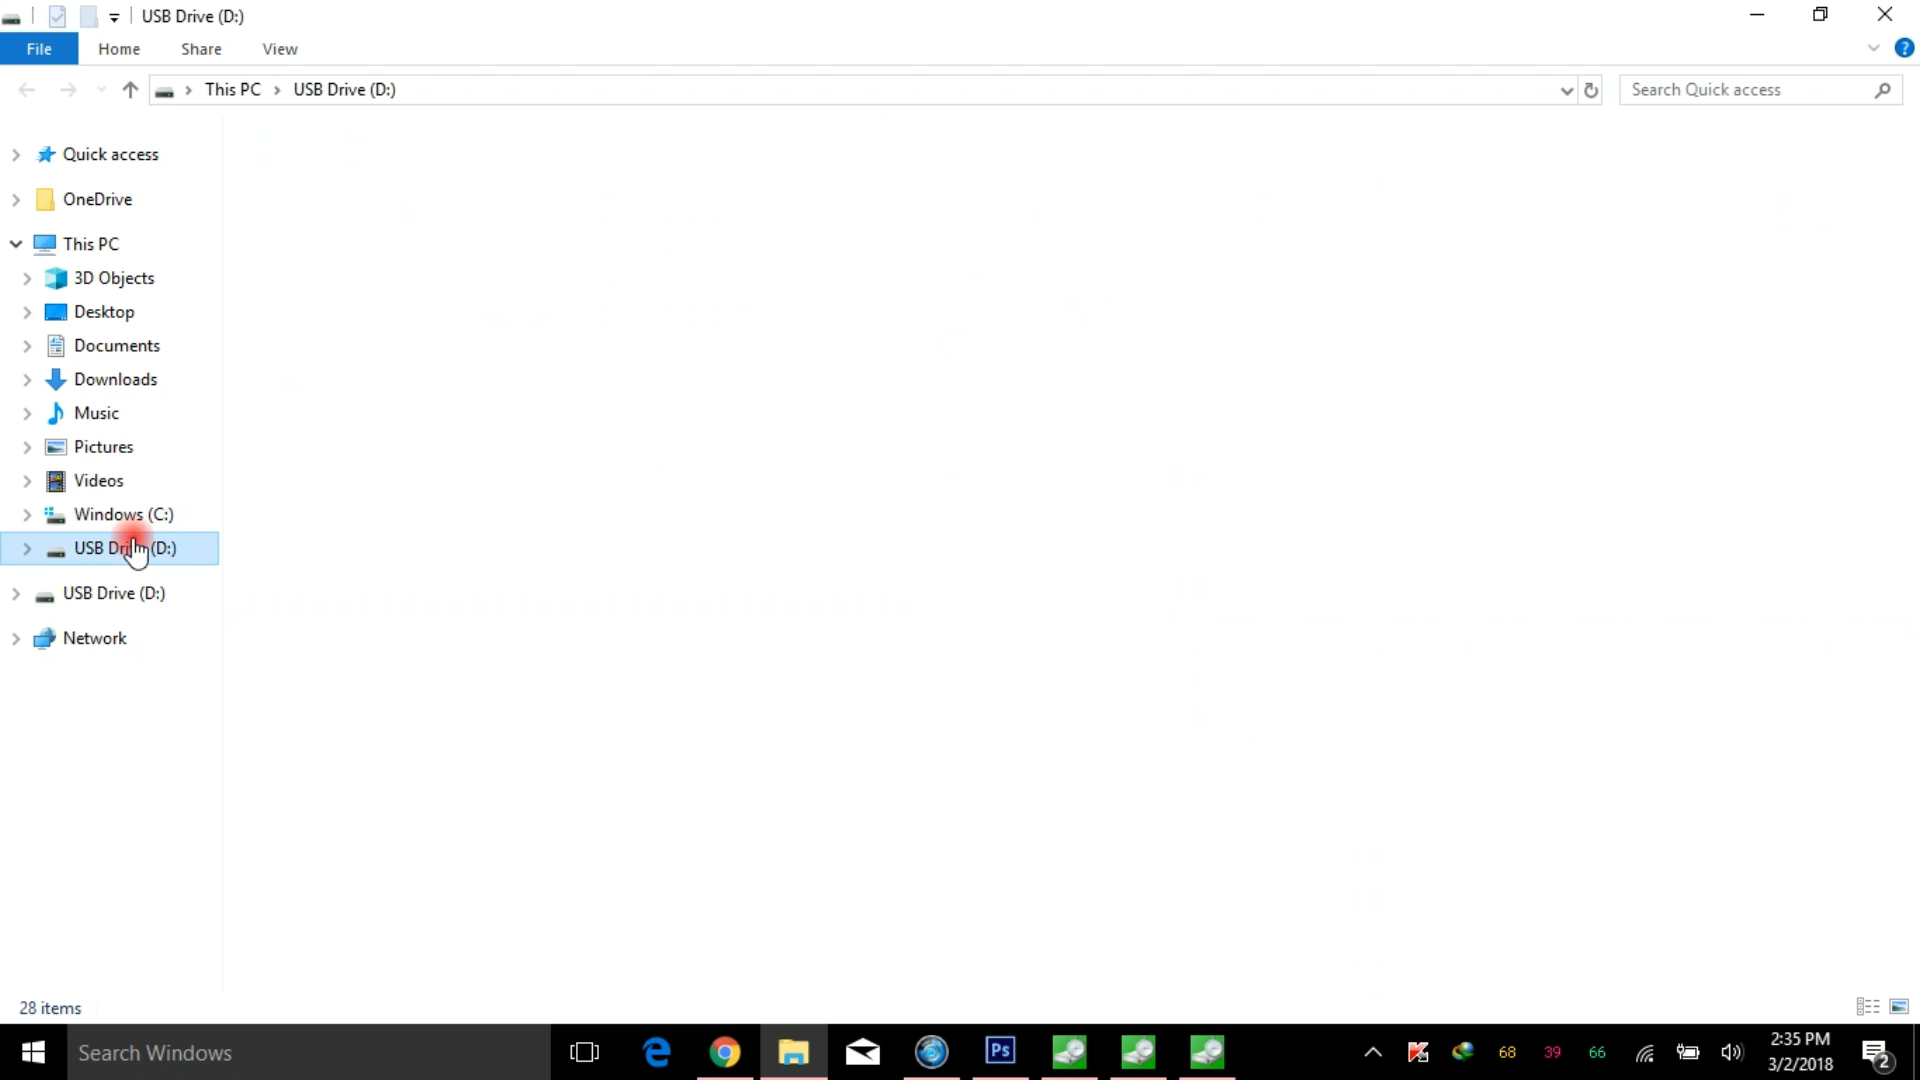 USB Drive (D:)
File Home Share View
This PC USB Drive (D:) Search Quick access
Quick access
OneDrive
This PC
3D Objects
Desktop
Documents
Downloads
Music
Pictures
Videos
Windows (C:)
USB Drive (D:)
USB Drive (D:)
Network
28 items
Search Windows
Ps
68 39 66
2:35 PM
3/2/2018
2